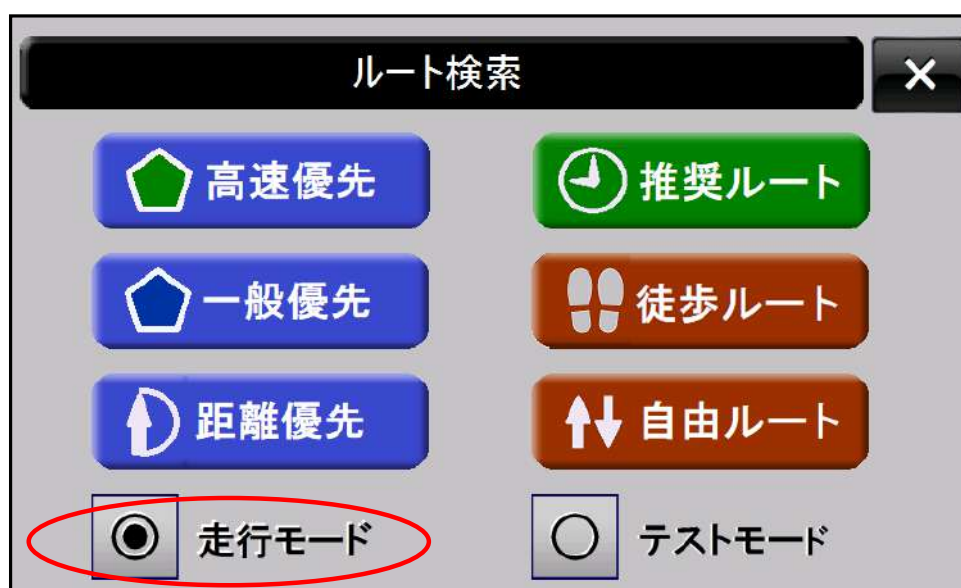 ルート検索
×
高速優先
推奨ルート
一般優先
徒歩ルート
距離優先
自由ルート
走行モード
テストモード